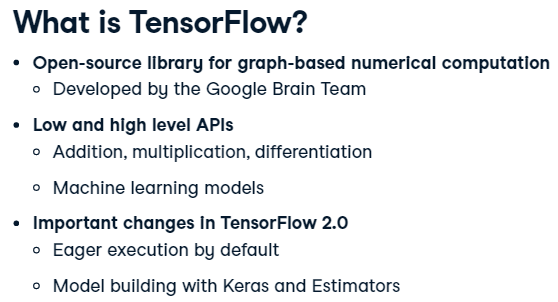 What is TensorFlow?
• Open-source library for graph-based numerical computation
○ Developed by the Google Brain Team
• Low and high level APIs
○ Addition, multiplication, differentiation
○ Machine learning models
• Important changes in TensorFlow 2.0
○ Eager execution by default
○ Model building with Keras and Estimators